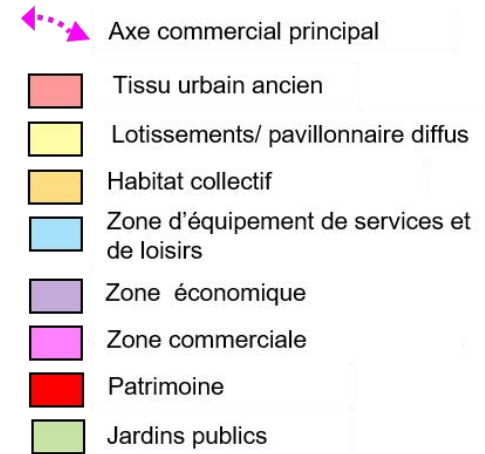 Axe commercial principal
Tissu urbain ancien
Lotissements/ pavillonnaire diffus
Habitat collectif
Zone d'équipement de services et
de loisirs
Zone économique
Zone commerciale
Patrimoine
Jardins publics